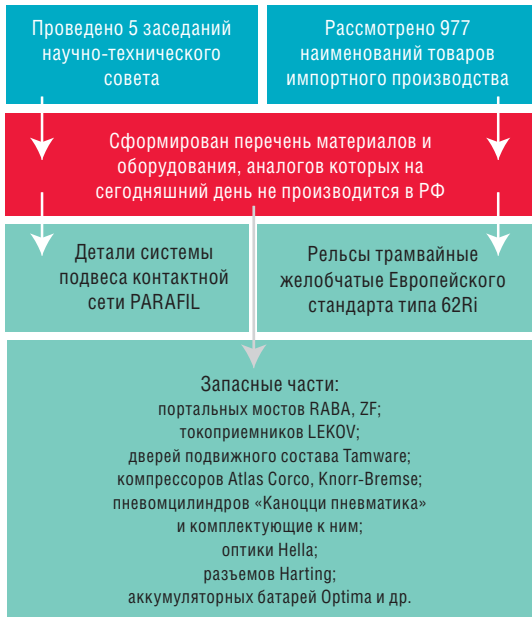 Проведено 5 заседаний
научно-технического
совета
Рассмотрено 977
наименований товаров
импортного производства
Сформирован перечень материалов и
оборудования, аналогов которых на
сегодняшний день не производится в РФ
Детали системы
подвеса контактной
сети PARAFIL
Рельсы трамвайные
желобчатые Европейского
стандарта типа 62Ri
Запасные части:
портальных мостов RABA, ZF;
токоприемников LEKOV;
дверей подвижного состава Tamware;
компрессоров Atlas Corco, Knorr-Bremse;
пневомцилиндров «Каноцци пневматика»
и комплектующие к ним;
оптики Hella;
разъемов Harting;
аккумуляторных батарей Optima и др.